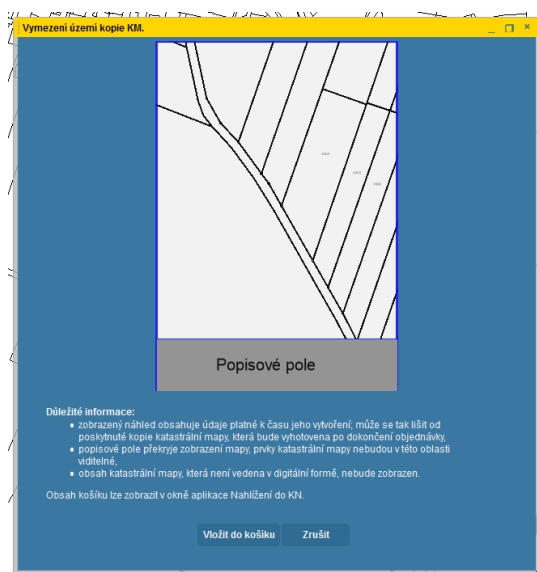 Vymezení území kopie KM.
Popisové pole
Důležité informace:
zobrazený náhled obsahuje údaje platné k času jeho vytvoření; může se tak lišit od
poskytnuté kopie katastrální mapy, která bude vyhotovena po dokončení objednávky,
popisové pole překryje zobrazení mapy, prvky katastrální mapy nebudou v této oblasti
viditelné,
obsah katastrální mapy, která není vedena v digitální formě, nebude zobrazen.
Obsah košíku lze zobrazit v okně aplikace Nahlížení do KN.
Vložit do košíku Zrušit